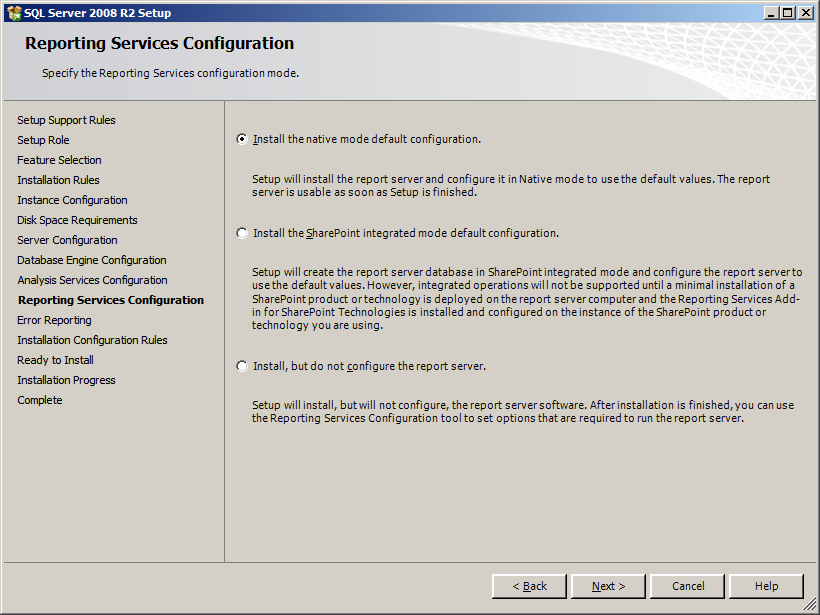 SQL Server 2008 R2 Setup
Reporting Services Configuration
Specify the Reporting Services configuration mode.
Setup Support Rules
Setup Role
Feature Selection
Installation Rules
Instance Configuration
Disk Space Requirements
Server Configuration
Database Engine Configuration
Analysis Services Configuration
Reporting Services Configuration
Error Reporting
Installation Configuration Rules
Ready to Install
Installation Progress
Complete
Install the native mode default configuration.
Setup will install the report server and configure it in Native mode to use the default values. The report
server is usable as soon as Setup is finished.
Install the SharePoint integrated mode default configuration.
Setup will create the report server database in SharePoint integrated mode and configure the report server to
use the default values. However, integrated operations will not be supported until a minimal installation of a
SharePoint product or technology is deployed on the report server computer and the Reporting Services Add-
in for SharePoint Technologies is installed and configured on the instance of the SharePoint product or
technology you are using.
Install, but do not configure the report server.
Setup will install, but will not configure, the report server software. After installation is finished, you can use
the Reporting Services Configuration tool to set options that are required to run the report server.
< Back
Next >
Cancel
Help